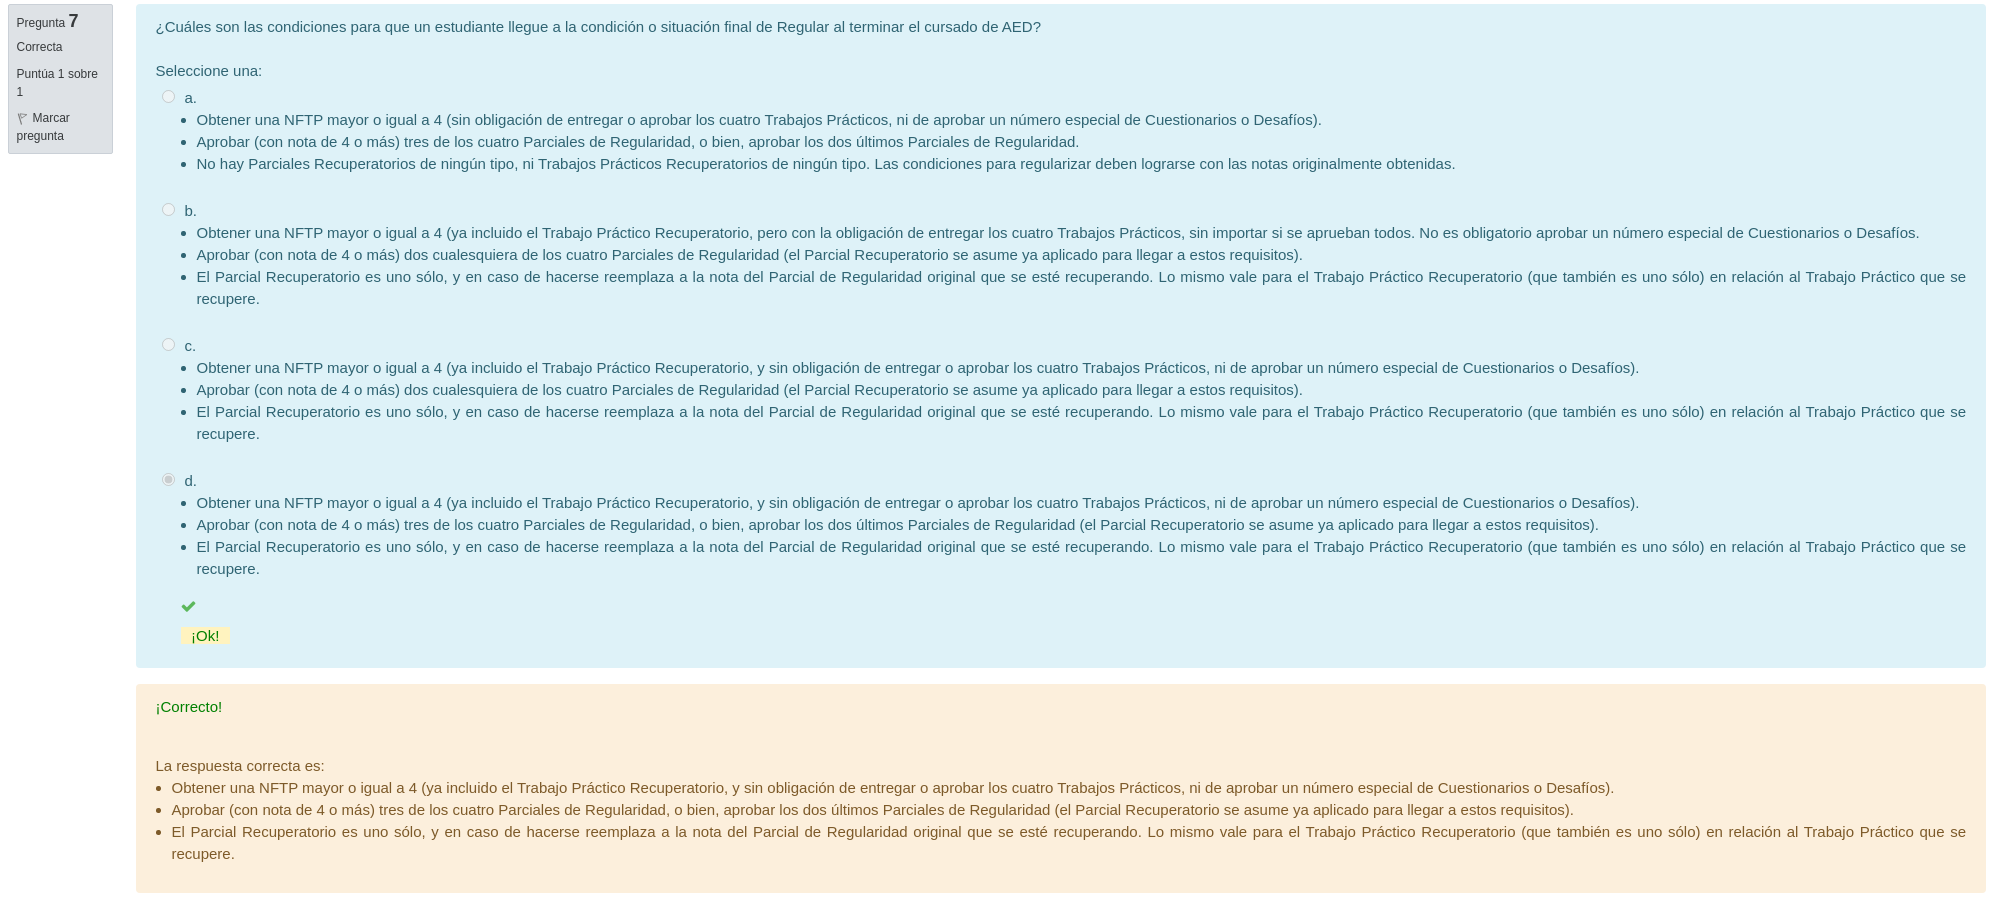 Pregunta 7
Correcta
Puntúa 1 sobre
1
Marcar
pregunta
¿Cuáles son las condiciones para que un estudiante llegue a la condición o situación final de Regular al terminar el cursado de AED?
Seleccione una:
a.
Obtener una NFTP mayor o igual a 4 (sin obligación de entregar o aprobar los cuatro Trabajos Prácticos, ni de aprobar un número especial de Cuestionarios o Desafíos).
Aprobar (con nota de 4 o más) tres de los cuatro Parciales de Regularidad, o bien, aprobar los dos últimos Parciales de Regularidad.
No hay Parciales Recuperatorios de ningún tipo, ni Trabajos Prácticos Recuperatorios de ningún tipo. Las condiciones para regularizar deben lograrse con las notas originalmente obtenidas.
b.
Obtener una NFTP mayor o igual a 4 (ya incluido el Trabajo Práctico Recuperatorio, pero con la obligación de entregar los cuatro Trabajos Prácticos, sin importar si se aprueban todos. No es obligatorio aprobar un número especial de Cuestionarios o Desafíos.
Aprobar (con nota de 4 o más) dos cualesquiera de los cuatro Parciales de Regularidad (el Parcial Recuperatorio se asume ya aplicado para llegar a estos requisitos).
El Parcial Recuperatorio es uno sólo, y en caso de hacerse reemplaza a la nota del Parcial de Regularidad original que se esté recuperando. Lo mismo vale para el Trabajo Práctico Recuperatorio (que también es uno sólo) en relación al Trabajo Práctico que se
recupere.
c.
Obtener una NFTP mayor o igual a 4 (ya incluido el Trabajo Práctico Recuperatorio, y sin obligación de entregar o aprobar los cuatro Trabajos Prácticos, ni de aprobar un número especial de Cuestionarios o Desafíos).
Aprobar (con nota de 4 o más) dos cualesquiera de los cuatro Parciales de Regularidad (el Parcial Recuperatorio se asume ya aplicado para llegar a estos requisitos).
El Parcial Recuperatorio es uno sólo, y en caso de hacerse reemplaza a la nota del Parcial de Regularidad original que se esté recuperando. Lo mismo vale para el Trabajo Práctico Recuperatorio (que también es uno sólo) en relación al Trabajo Práctico que se
recupere.
d.
Obtener una NFTP mayor o igual a 4 (ya incluido el Trabajo Práctico Recuperatorio, y sin obligación de entregar o aprobar los cuatro Trabajos Prácticos, ni de aprobar un número especial de Cuestionarios o Desafíos).
Aprobar (con nota de 4 o más) tres de los cuatro Parciales de Regularidad, o bien, aprobar los dos últimos Parciales de Regularidad (el Parcial Recuperatorio se asume ya aplicado para llegar a estos requisitos).
El Parcial Recuperatorio es uno sólo, y en caso de hacerse reemplaza a la nota del Parcial de Regularidad original que se esté recuperando. Lo mismo vale para el Trabajo Práctico Recuperatorio (que también es uno sólo) en relación al Trabajo Práctico que se
recupere.
¡Ok!
¡Correcto!
La respuesta correcta es:
Obtener una NFTP mayor o igual a 4 (ya incluido el Trabajo Práctico Recuperatorio, y sin obligación de entregar o aprobar los cuatro Trabajos Prácticos, ni de aprobar un número especial de Cuestionarios o Desafíos).
Aprobar (con nota de 4 o más) tres de los cuatro Parciales de Regularidad, o bien, aprobar los dos últimos Parciales de Regularidad (el Parcial Recuperatorio se asume ya aplicado para llegar a estos requisitos).
El Parcial Recuperatorio es uno sólo, y en caso de hacerse reemplaza a la nota del Parcial de Regularidad original que se esté recuperando. Lo mismo vale para el Trabajo Práctico Recuperatorio (que también es uno sólo) en relación al Trabajo Práctico que se
recupere.